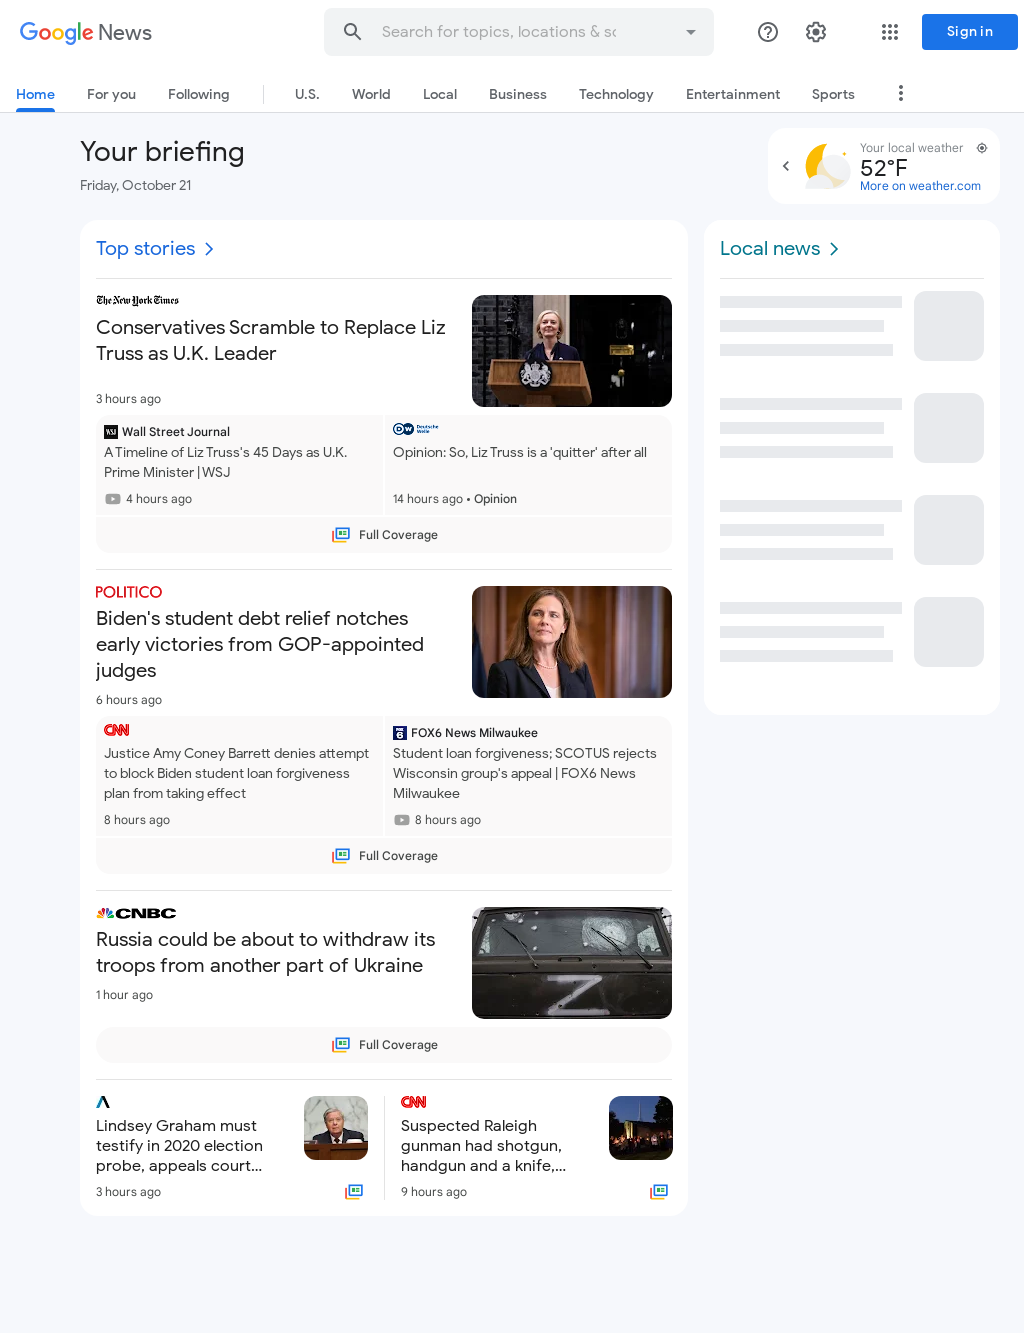 Google News
Search for topics, locations & so
Sign in
Home
For you
Following
U.S.
World
Local
Business
Technology
Entertainment
Sports
Your briefing
Friday, October 21
Your local weather
52°F
More on weather.com
Top stories
Local news
The New York Times
Conservatives Scramble to Replace Liz
Truss as U.K. Leader
3 hours ago
WSJ
Wall Street Journal
A Timeline of Liz Truss's 45 Days as U.K.
Prime Minister | WSJ
4 hours ago
DW Deutsche
Welle
Opinion: So, Liz Truss is a 'quitter' after all
14 hours ago • Opinion
Full Coverage
POLITICO
Biden's student debt relief notches
early victories from GOP-appointed
judges
6 hours ago
CNN
Justice Amy Coney Barrett denies attempt
to block Biden student loan forgiveness
plan from taking effect
8 hours ago
FOX 6
FOX6 News Milwaukee
Student loan forgiveness; SCOTUS rejects
Wisconsin group's appeal | FOX6 News
Milwaukee
8 hours ago
Full Coverage
CNBC
Russia could be about to withdraw its
troops from another part of Ukraine
1 hour ago
Z
Full Coverage
Lindsey Graham must
testify in 2020 election
probe, appeals court...
3 hours ago
CNN
Suspected Raleigh
gunman had shotgun,
handgun and a knife,...
9 hours ago